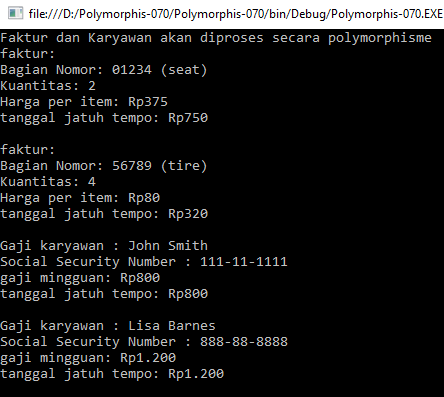 file:///D:/Polymorphis-070/Polymorphis-070/bin/Debug/Polymorphis-070.EXE
Faktur dan Karyawan akan diproses secara polymorphisme
faktur:
Bagian Nomor: 01234 (seat)
Kuantitas: 2
Harga per item: Rp375
tanggal jatuh tempo: Rp750
faktur:
Bagian Nomor: 56789 (tire)
Kuantitas: 4
Harga per item: Rp80
tanggal jatuh tempo: Rp320
Gaji karyawan : John Smith
Social Security Number : 111-11-1111
gaji mingguan: Rp800
tanggal jatuh tempo: Rp800
Gaji karyawan : Lisa Barnes
Social Security Number : 888-88-8888
gaji mingguan: Rp1.200
tanggal jatuh tempo: Rp1.200